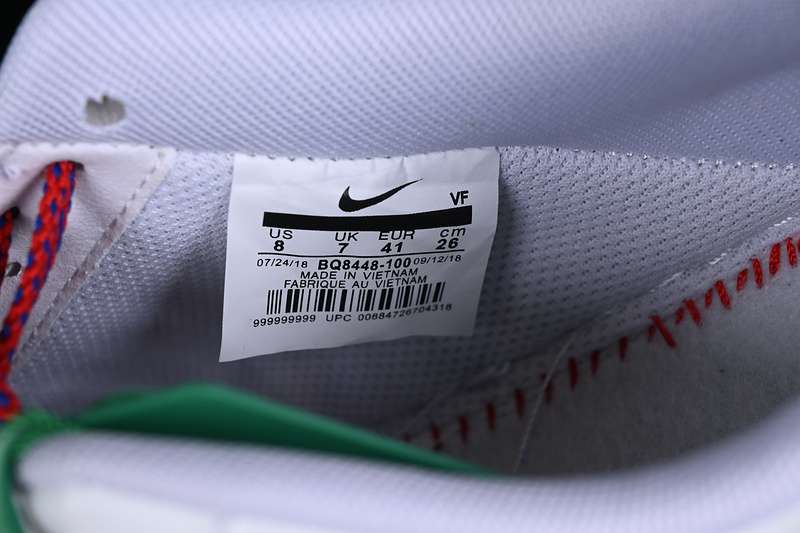 VF
US UK EUR cm
8 7 41 26
07/24/18 BQ8448-100 09/12/18
MADE IN VIETNAM
FABRIQUE AU VIETNAM
999999999 UPC 00684726704318